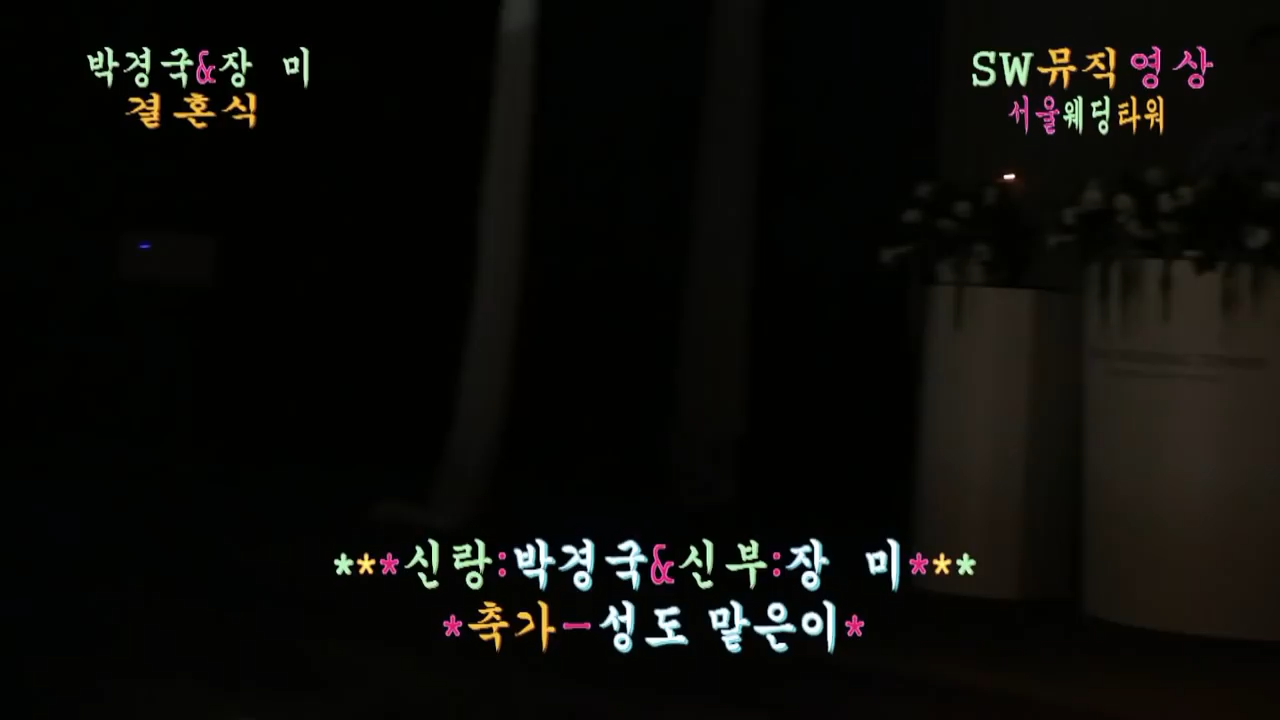 박경국&장 미
결혼식
SW뮤직영상
서울웨딩타워
***신랑:박경국&신부:장 미***
*축가-성도 맡은이*